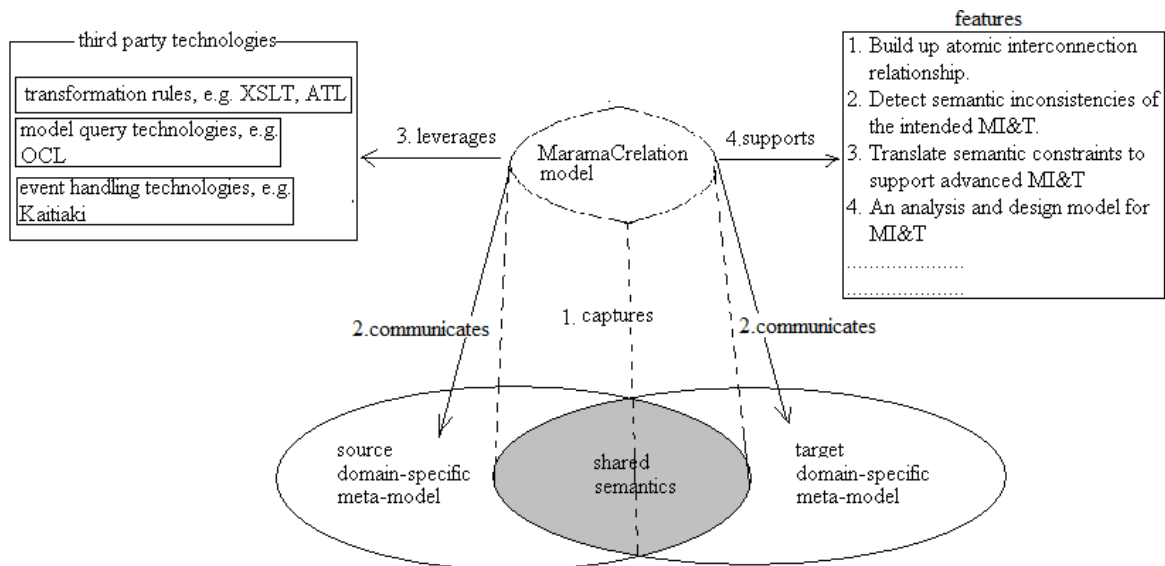 third party technologies
transformation rules, e.g. XSLT, ATL
model query technologies, e.g.
OCL
event handling technologies, e.g.
Kaitiaki
3. leverages
MaramaCrelation
model
4.supports
features
1. Build up atomic interconnection
relationship.
2. Detect semantic inconsistencies of
the intended MI&T.
3. Translate semantic constraints to
support advanced MI&T
4. An analysis and design model for
MI&T
.....................
.....................
2.communicates
1. captures
2.communicates
source
domain-specific
meta-model
shared
semantics
target
domain-specific
meta-model